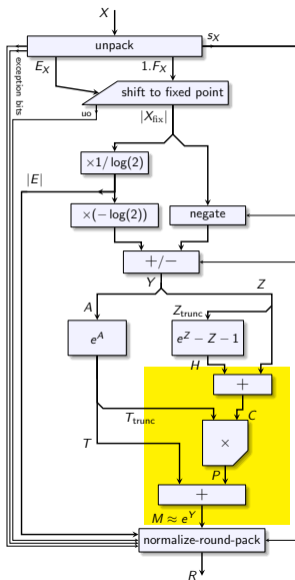 X
unpack
s_X
E_X
1.F_X
exception bits
shift to fixed point
uo
|X_fix|
×1/log(2)
|E|
×(−log(2))
negate
+/−
Y
Z
A
Z_trunc
e^A
e^Z − Z − 1
H
+
T_trunc
C
×
T
P
+
M ≈ e^Y
normalize-round-pack
R